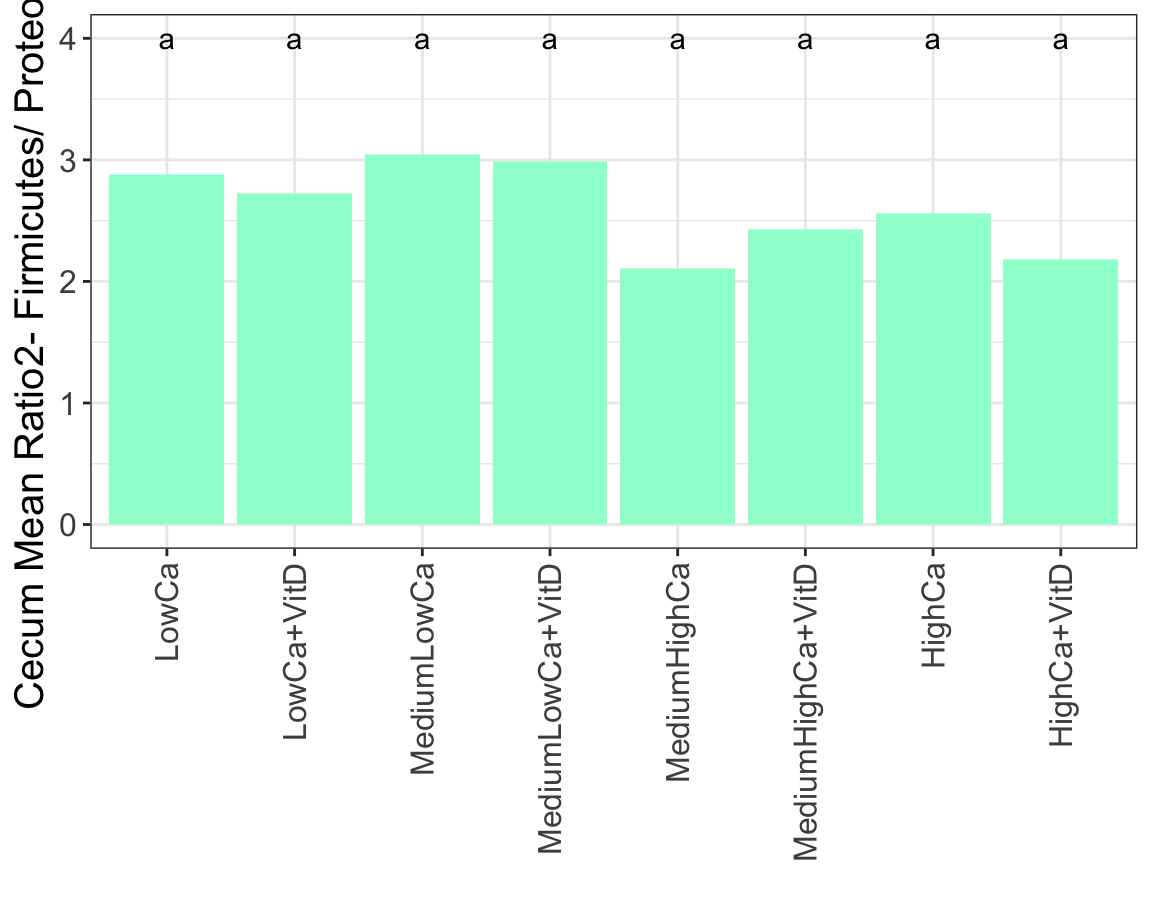 Cecum Mean Ratio2- Firmicutes/ Proteo
4
3
2
1
0
a a a a a a a a
LowCa
LowCa+VitD
MediumLowCa
MediumLowCa+VitD
MediumHighCa
MediumHighCa+VitD
HighCa
HighCa+VitD